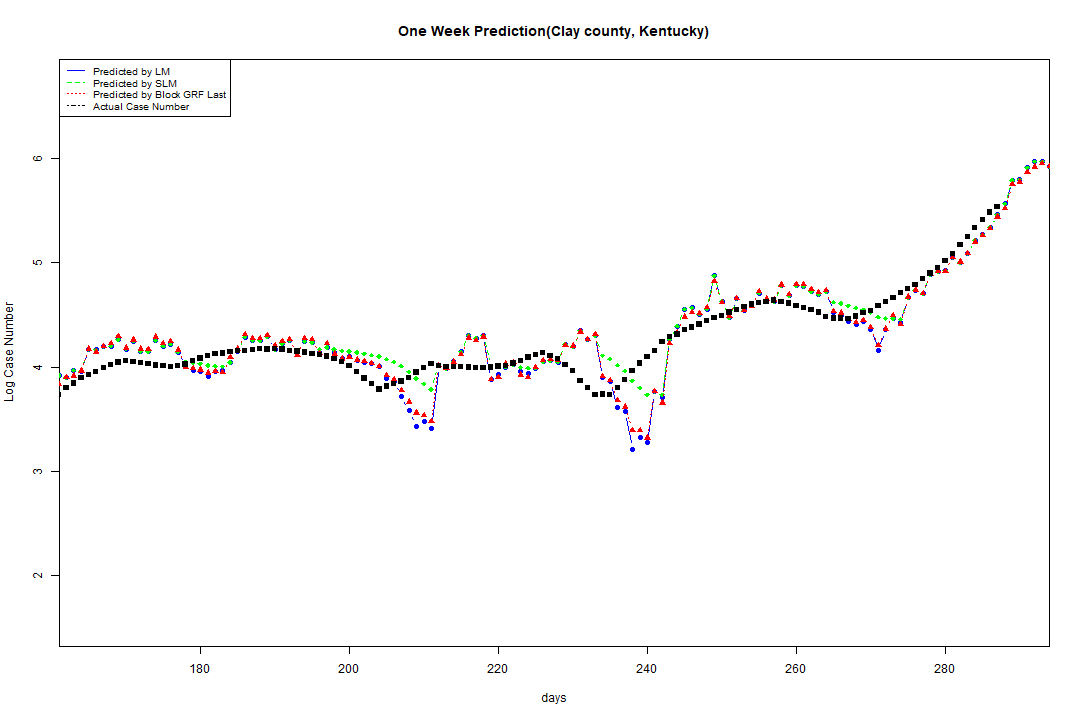 One Week Prediction(Clay county, Kentucky)
Predicted by LM
Predicted by SLM
Predicted by Block GRF Last
Actual Case Number
Log Case Number
6
5
4
3
2
180 200 220 240 260 280
days